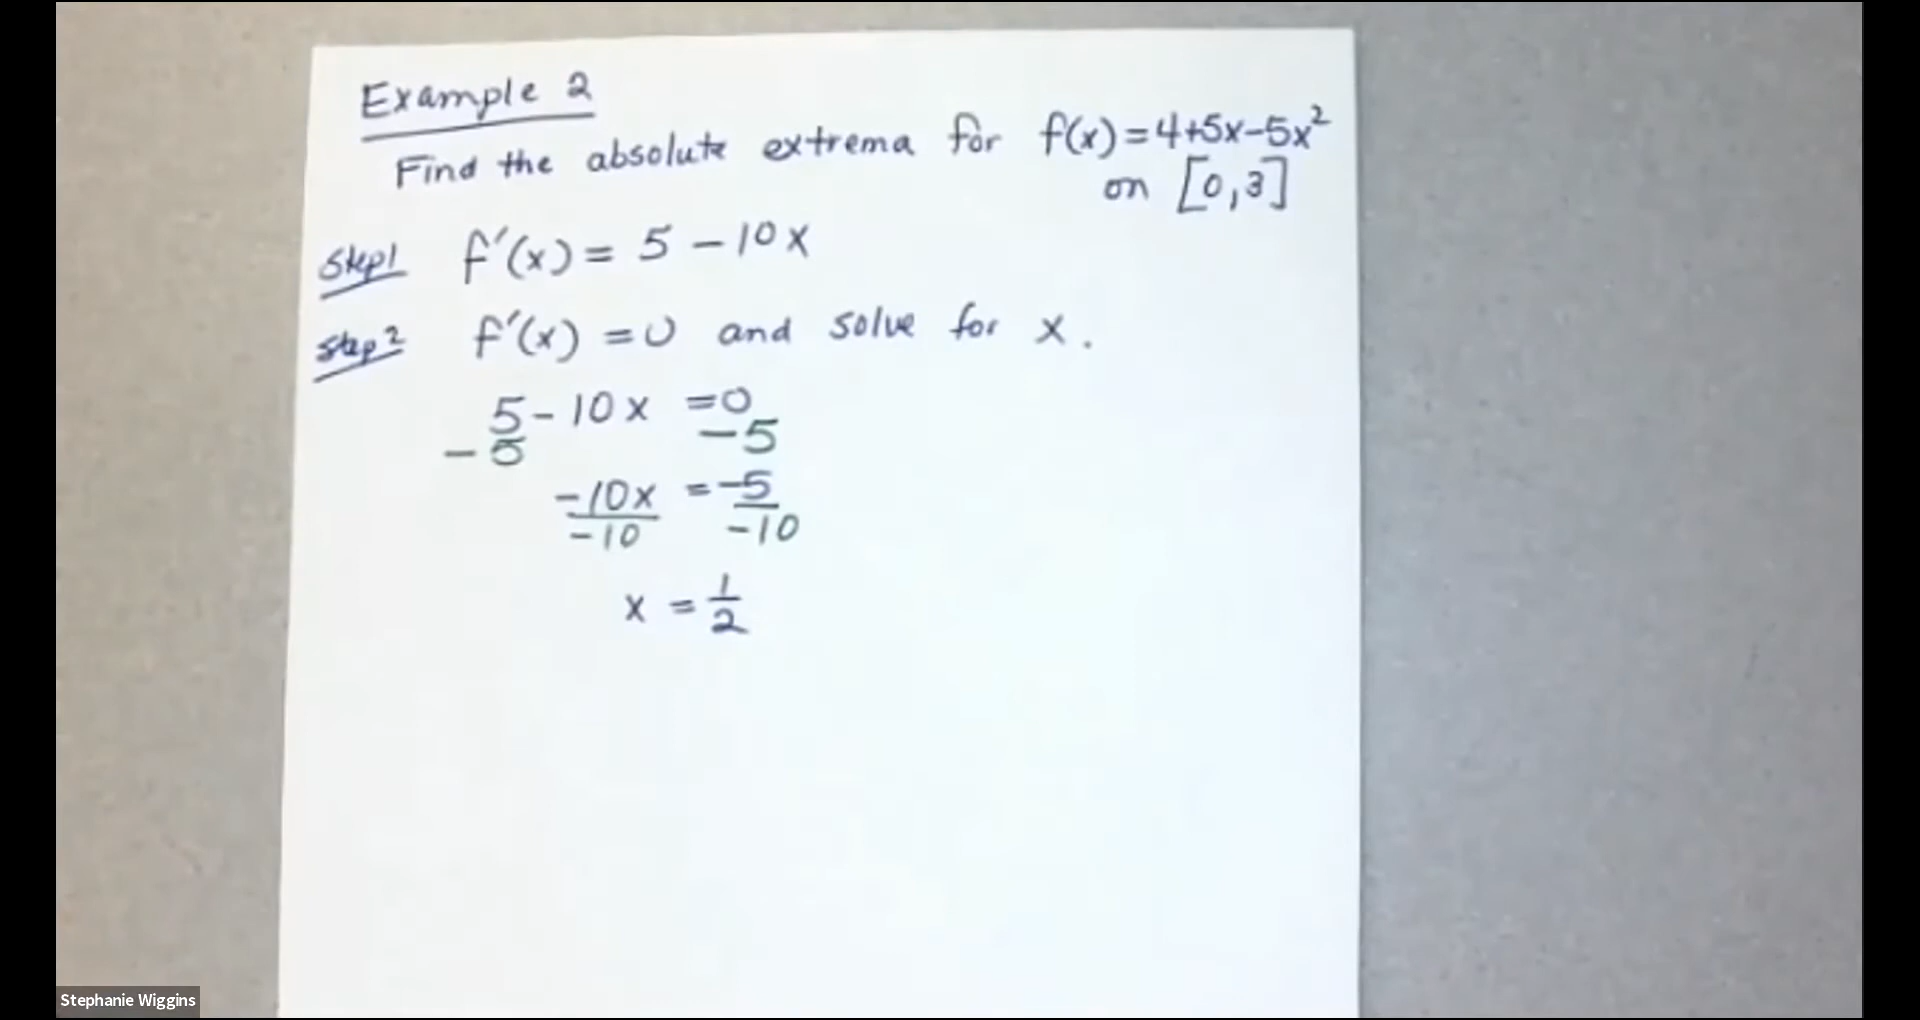 Example 2
Find the absolute extrema for f(x)=4+5x-5x²
on [0,3]
Step1 f'(x) = 5 - 10x
Step2 f'(x) = 0 and solve for x.
5 - 10x = 0
-5 -5
-10x = -5
-10 -10
x = 1/2
Stephanie Wiggins